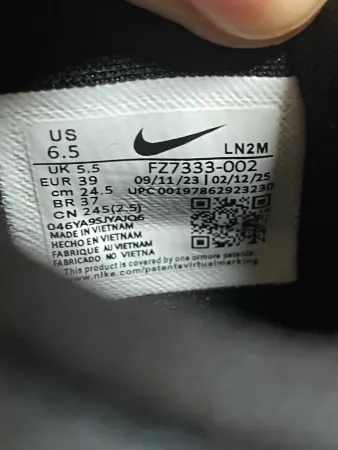 US
6.5
LN2M
UK 5.5
FZ7333-002
EUR 39
09/11/23 | 02/12/25
cm 24.5
UPC00197862923230
BR 37
CN 245(2.5)
046YA95JYAJQ6
MADE IN VIETNAM
HECHO EN VIETNAM
FABRIQUE AU VIETNAM
FABRICADO NO VIETNA
This product is covered by one or more patents:
www.nike.com/patentsvirtualmarking